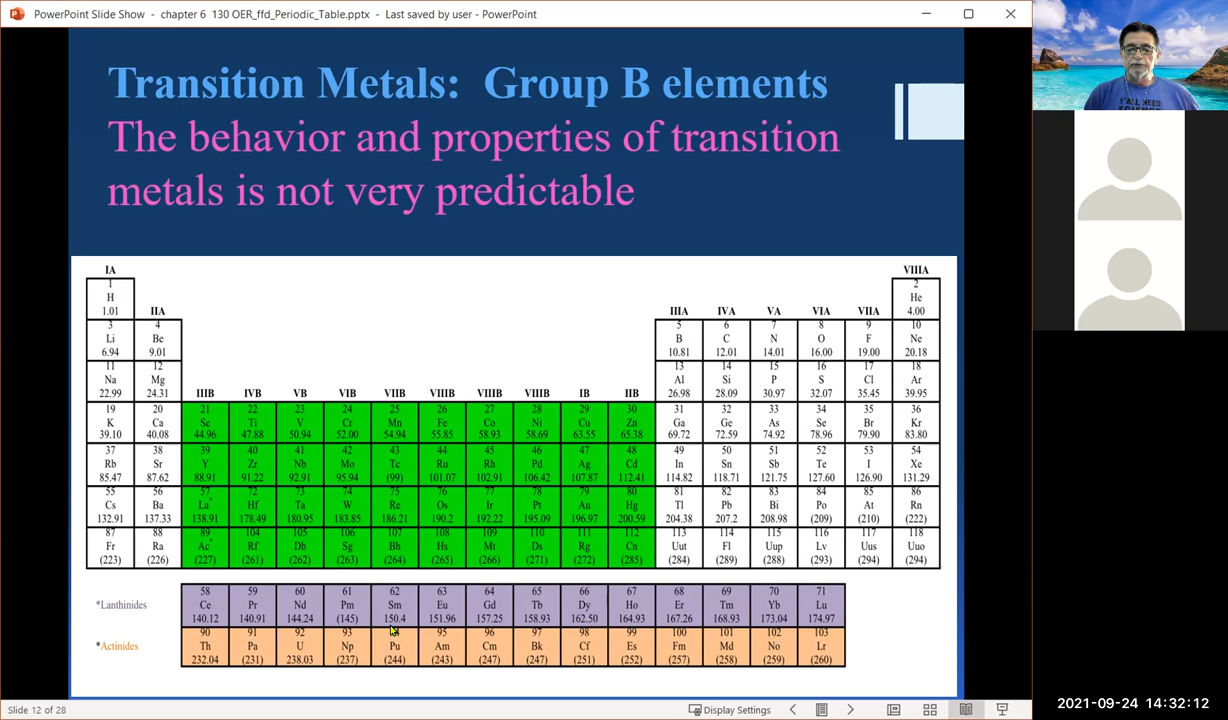 PowerPoint Slide Show - chapter 6 130 OER_ffd_Periodic_Table.pptx - Last saved by user - PowerPoint
Transition Metals: Group B elements
The behavior and properties of transition
metals is not very predictable
Y'ALL NEED
SCIENCE
IA VIIIA
1 2
H He
1.01 IIA IIIA IVA VA VIA VIIA 4.00
3 4 5 6 7 8 9 10
Li Be B C N O F Ne
6.94 9.01 10.81 12.01 14.01 16.00 19.00 20.18
11 12 13 14 15 16 17 18
Na Mg Al Si P S Cl Ar
22.99 24.31 IIIB IVB VB VIB VIIB VIIIB VIIIB VIIIB IB IIB 26.98 28.09 30.97 32.07 35.45 39.95
19 20 21 22 23 24 25 26 27 28 29 30 31 32 33 34 35 36
K Ca Sc Ti V Cr Mn Fe Co Ni Cu Zn Ga Ge As Se Br Kr
39.10 40.08 44.96 47.88 50.94 52.00 54.94 55.85 58.93 58.69 63.55 65.38 69.72 72.59 74.92 78.96 79.90 83.80
37 38 39 40 41 42 43 44 45 46 47 48 49 50 51 52 53 54
Rb Sr Y Zr Nb Mo Tc Ru Rh Pd Ag Cd In Sn Sb Te I Xe
85.47 87.62 88.91 91.22 92.91 95.94 (99) 101.07 102.91 106.42 107.87 112.41 114.82 118.71 121.75 127.60 126.90 131.29
55 56 57 72 73 74 75 76 77 78 79 80 81 82 83 84 85 86
Cs Ba La* Hf Ta W Re Os Ir Pt Au Hg Tl Pb Bi Po At Rn
132.91 137.33 138.91 178.49 180.95 183.85 186.21 190.2 192.22 195.09 196.97 200.59 204.38 207.2 208.98 (209) (210) (222)
87 88 89 104 105 106 107 108 109 110 111 112 113 114 115 116 117 118
Fr Ra Ac* Rf Db Sg Bh Hs Mt Ds Rg Cn Uut Fl Uup Lv Uus Uuo
(223) (226) (227) (261) (262) (263) (264) (265) (266) (271) (272) (285) (284) (289) (288) (293) (294) (294)
58 59 60 61 62 63 64 65 66 67 68 69 70 71
*Lanthinides Ce Pr Nd Pm Sm Eu Gd Tb Dy Ho Er Tm Yb Lu
140.12 140.91 144.24 (145) 150.4 151.96 157.25 158.93 162.50 164.93 167.26 168.93 173.04 174.97
90 91 92 93 94 95 96 97 98 99 100 101 102 103
*Actinides Th Pa U Np Pu Am Cm Bk Cf Es Fm Md No Lr
232.04 (231) 238.03 (237) (244) (243) (247) (247) (251) (252) (257) (258) (259) (260)
Slide 12 of 28 Display Settings
2021-09-24 14:32:12